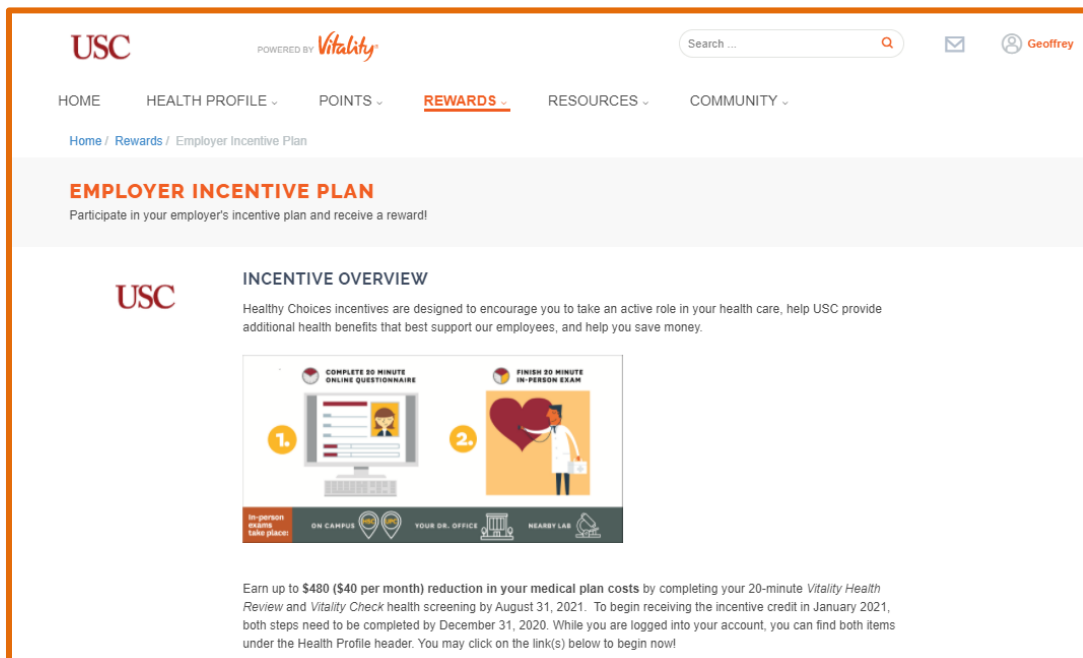 USC
POWERED BY Vitality
Search ...
Geoffrey
HOME HEALTH PROFILE POINTS REWARDS RESOURCES COMMUNITY
Home / Rewards / Employer Incentive Plan
EMPLOYER INCENTIVE PLAN
Participate in your employer's incentive plan and receive a reward!
USC
INCENTIVE OVERVIEW
Healthy Choices incentives are designed to encourage you to take an active role in your health care, help USC provide
additional health benefits that best support our employees, and help you save money.
COMPLETE 20 MINUTE
ONLINE QUESTIONNAIRE
FINISH 20 MINUTE
IN-PERSON EXAM
1.
2.
In-person
exams
take place:
ON CAMPUS HSC UPC YOUR DR. OFFICE NEARBY LAB
Earn up to $480 ($40 per month) reduction in your medical plan costs by completing your 20-minute Vitality Health
Review and Vitality Check health screening by August 31, 2021. To begin receiving the incentive credit in January 2021,
both steps need to be completed by December 31, 2020. While you are logged into your account, you can find both items
under the Health Profile header. You may click on the link(s) below to begin now!